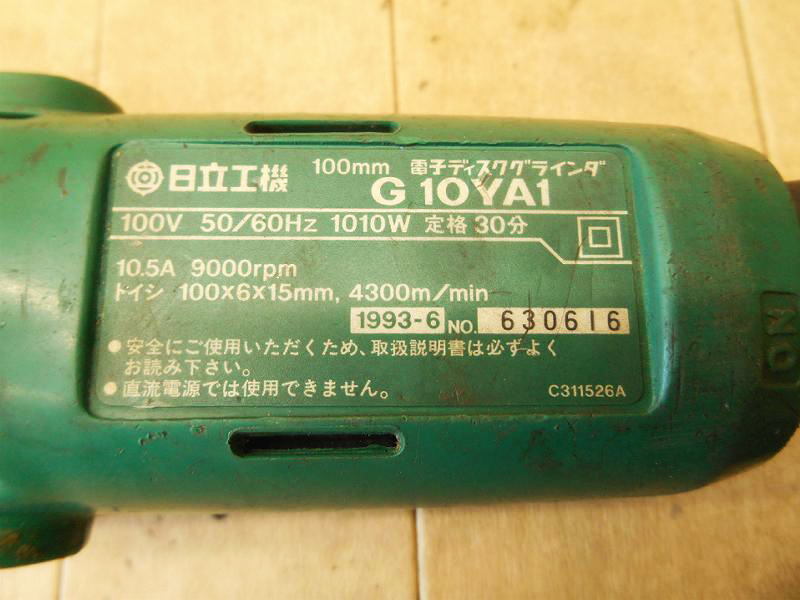 日立工機 100mm 電子ディスクグラインダ
G10YA1
100V 50/60Hz 1010W 定格30分
10.5A 9000rpm
トイシ 100×6×15mm, 4300m/min
1993-6 NO. 630616
●安全にご使用いただくため、取扱説明書は必ずよく
お読み下さい。
●直流電源では使用できません。
C311526A
ON